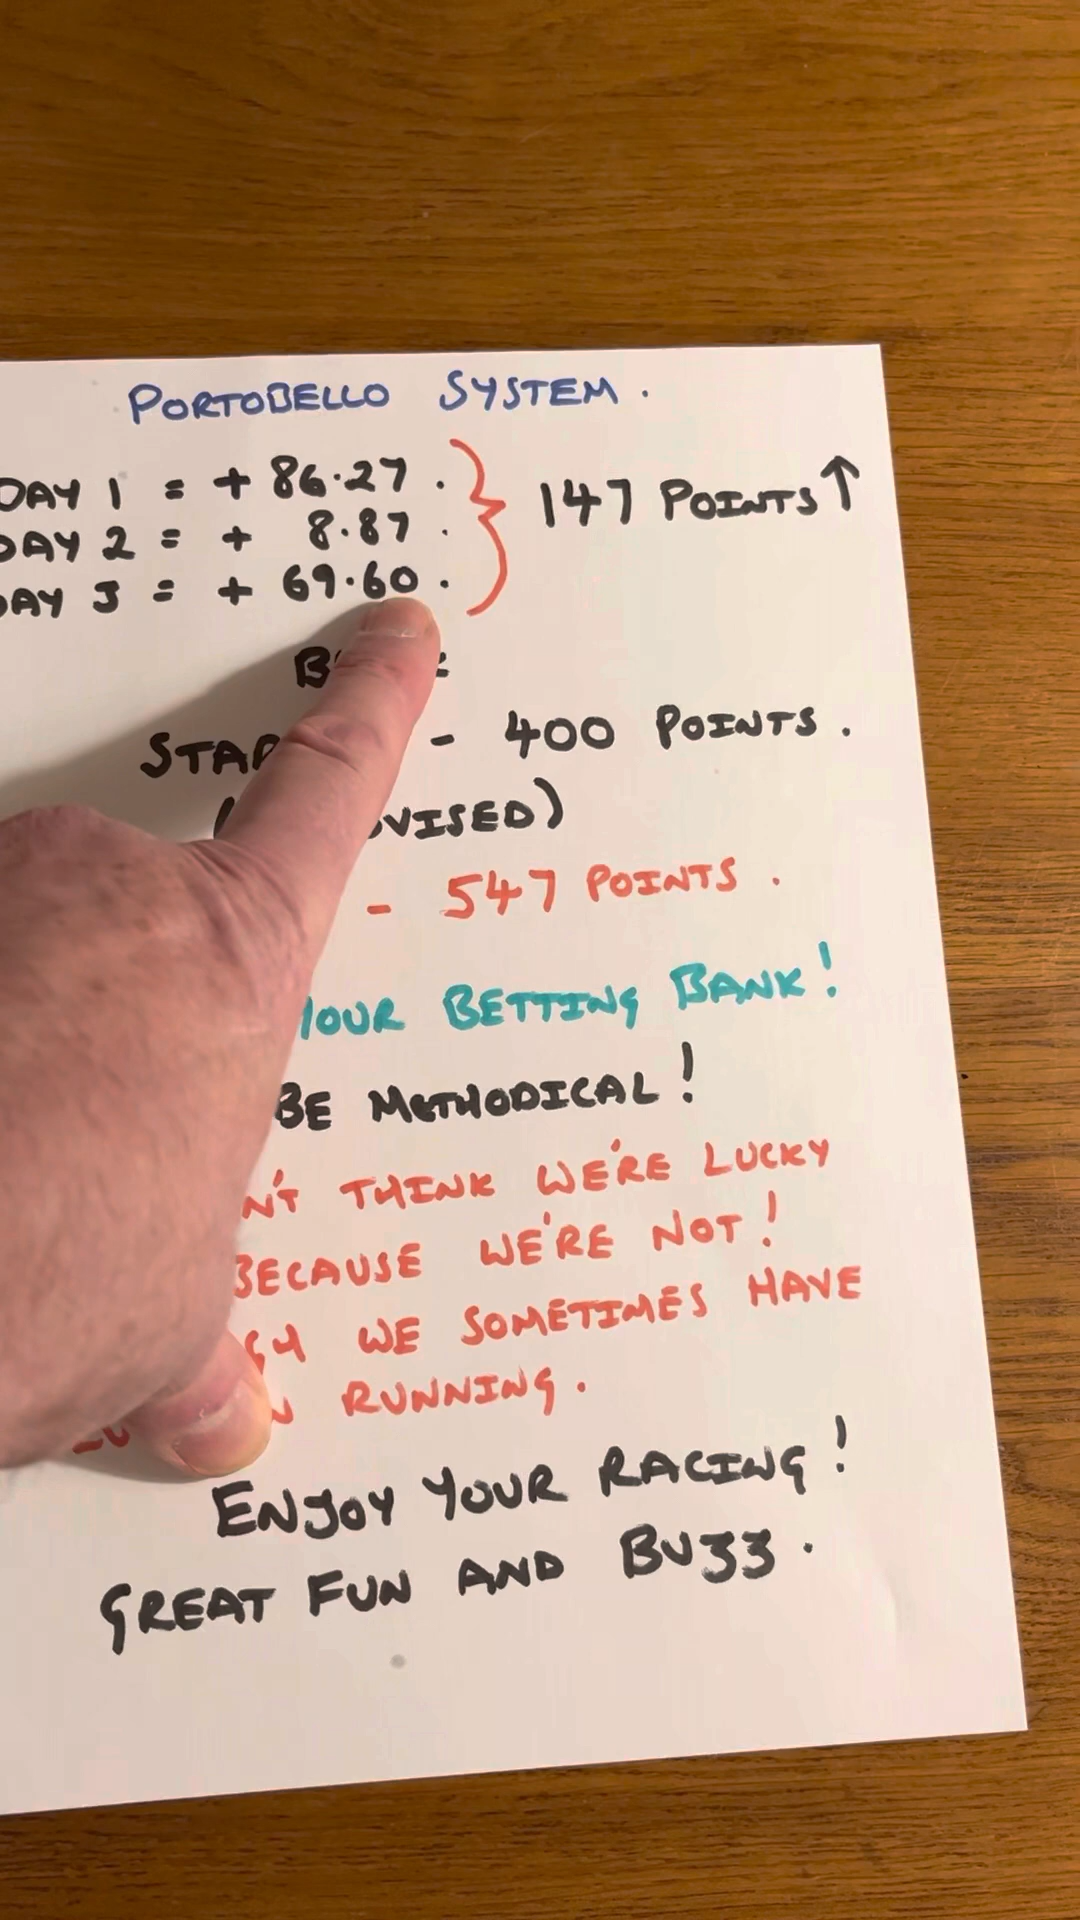 PORTOBELLO SYSTEM.
DAY 1 = + 86.27.
DAY 2 = + 8.87.
DAY 3 = + 69.60.
147 POINTS ↑
- 400 POINTS.
- 547 POINTS.
YOUR BETTING BANK!
BE METHODICAL!
THINK WE'RE LUCKY
BECAUSE WE'RE NOT!
WE SOMETIMES HAVE
RUNNING.
ENJOY YOUR RACING!
GREAT FUN AND BUZZ.